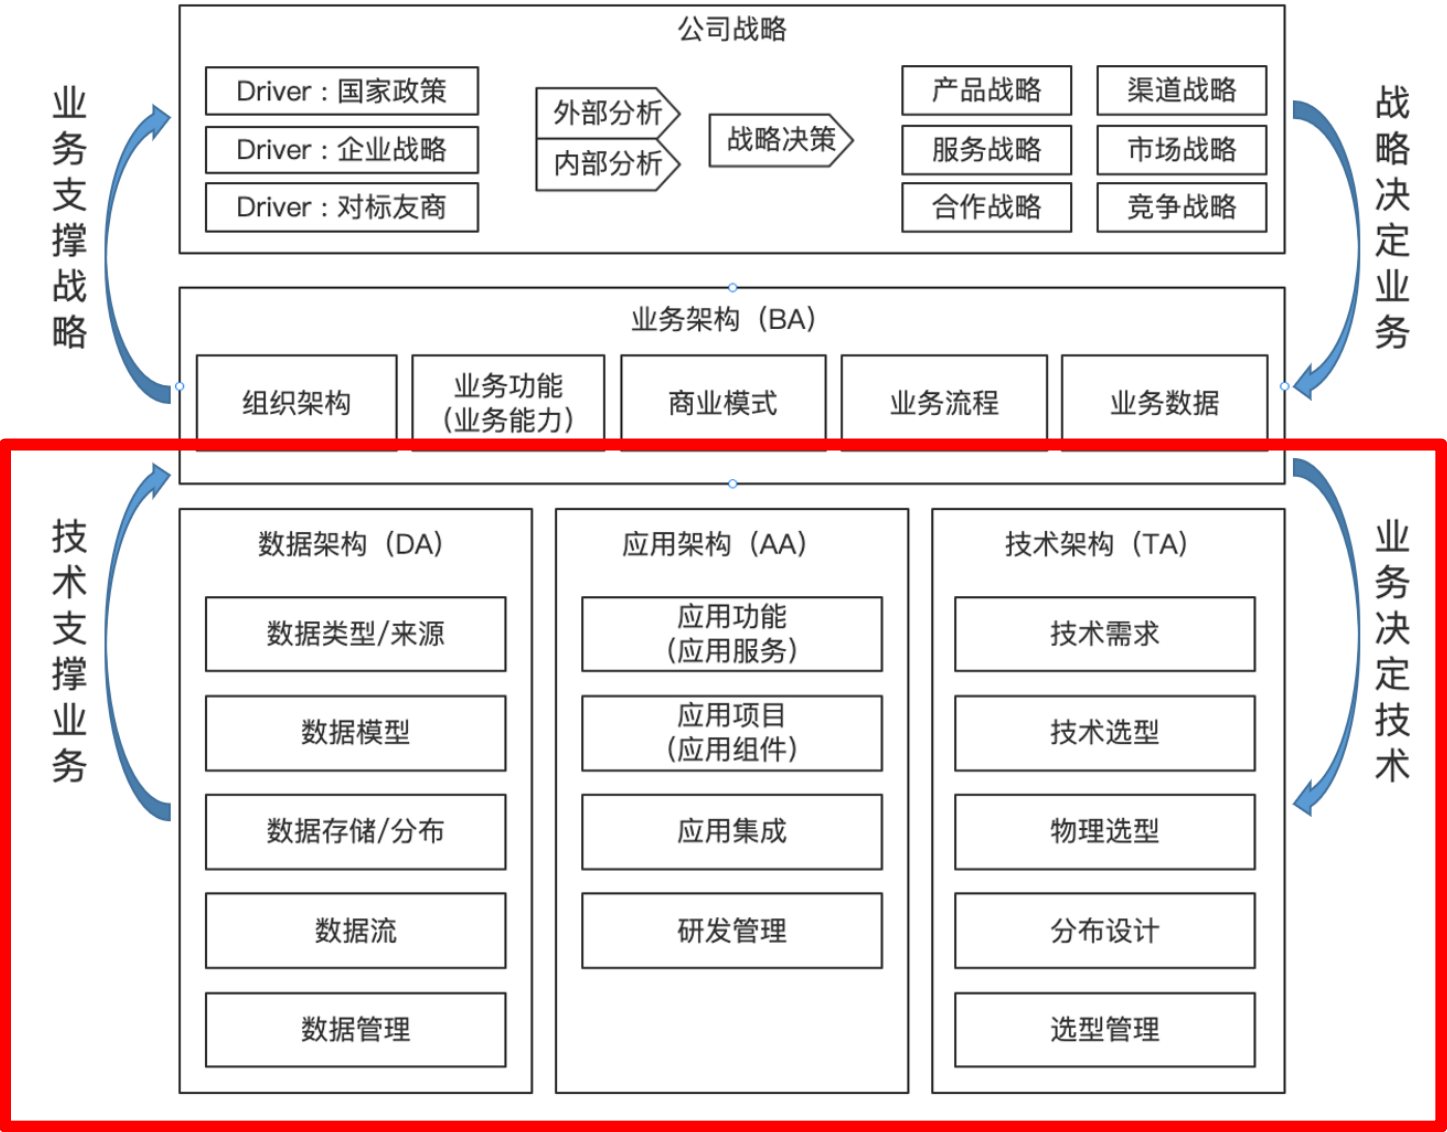 公司战略
Driver：国家政策
Driver：企业战略
Driver：对标友商
外部分析
内部分析
战略决策
产品战略
渠道战略
服务战略
市场战略
合作战略
竞争战略
业务支撑战略
战略决定业务
业务架构（BA）
组织架构
业务功能
（业务能力）
商业模式
业务流程
业务数据
技术支撑业务
业务决定技术
数据架构（DA）
数据类型/来源
数据模型
数据存储/分布
数据流
数据管理
应用架构（AA）
应用功能
（应用服务）
应用项目
（应用组件）
应用集成
研发管理
技术架构（TA）
技术需求
技术选型
物理选型
分布设计
选型管理